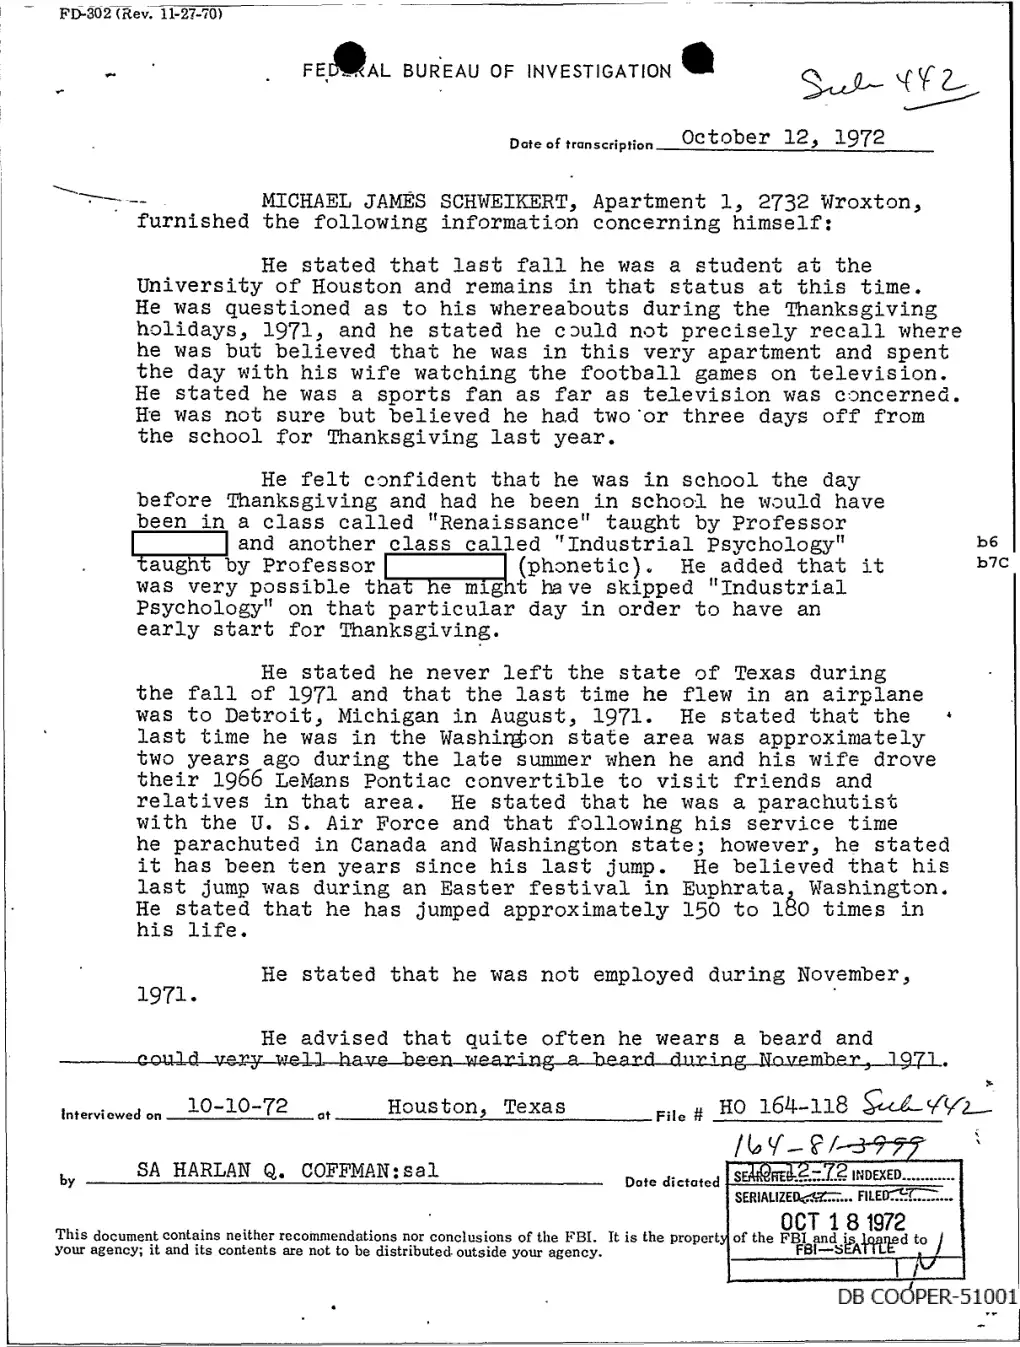 FD-302 (Rev. 11-27-70)
FEDERAL BUREAU OF INVESTIGATION
Sub 442
Date of transcription October 12, 1972
MICHAEL JAMES SCHWEIKERT, Apartment 1, 2732 Wroxton,
furnished the following information concerning himself:
He stated that last fall he was a student at the
University of Houston and remains in that status at this time.
He was questioned as to his whereabouts during the Thanksgiving
holidays, 1971, and he stated he could not precisely recall where
he was but believed that he was in this very apartment and spent
the day with his wife watching the football games on television.
He stated he was a sports fan as far as television was concerned.
He was not sure but believed he had two or three days off from
the school for Thanksgiving last year.
He felt confident that he was in school the day
before Thanksgiving and had he been in school he would have
been in a class called "Renaissance" taught by Professor
and another class called "Industrial Psychology"
b6
taught by Professor (phonetic). He added that it
b7C
was very possible that he might have skipped "Industrial
Psychology" on that particular day in order to have an
early start for Thanksgiving.
He stated he never left the state of Texas during
the fall of 1971 and that the last time he flew in an airplane
was to Detroit, Michigan in August, 1971. He stated that the
last time he was in the Washington state area was approximately
two years ago during the late summer when he and his wife drove
their 1966 LeMans Pontiac convertible to visit friends and
relatives in that area. He stated that he was a parachutist
with the U. S. Air Force and that following his service time
he parachuted in Canada and Washington state; however, he stated
it has been ten years since his last jump. He believed that his
last jump was during an Easter festival in Euphrata, Washington.
He stated that he has jumped approximately 150 to 180 times in
his life.
He stated that he was not employed during November,
1971.
He advised that quite often he wears a beard and
could very well have been wearing a beard during November, 1971.
Interviewed on 10-10-72 at Houston, Texas File # HO 164-118 Sub 442
164-81-3999
by SA HARLAN Q. COFFMAN:sal Date dictated 10-12-72
SEARCHED INDEXED
SERIALIZED FILED
OCT 18 1972
FBI—SEATTLE
This document contains neither recommendations nor conclusions of the FBI. It is the property of the FBI and is loaned to
your agency; it and its contents are not to be distributed outside your agency.
DB COOPER-51001